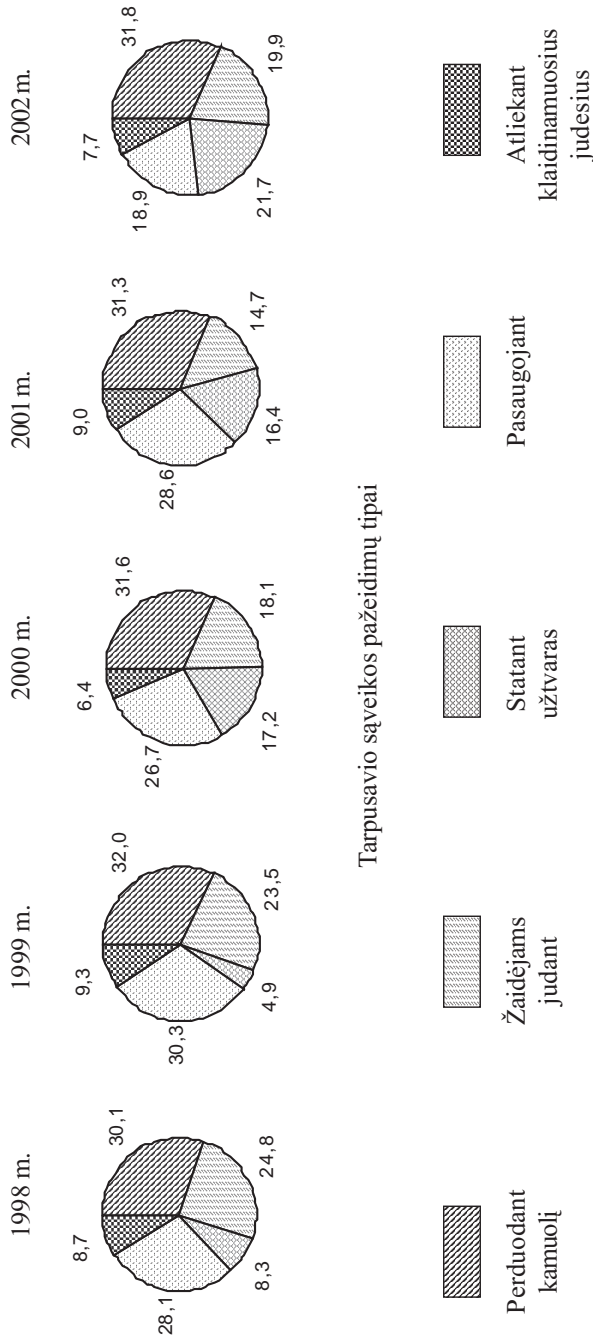 1998 m.
1999 m.
2000 m.
2001 m.
2002 m.
8,7
30,1
28,1
24,8
8,3
9,3
32,0
30,3
23,5
4,9
6,4
31,6
26,7
18,1
17,2
9,0
31,3
28,6
14,7
16,4
7,7
31,8
18,9
19,9
21,7
Tarpusavio sąveikos pažeidimų tipai
Perduodant
kamuolį
Žaidėjams
judant
Statant
užtvaras
Pasaugojant
Atliekant
klaidinamuosius
judesius